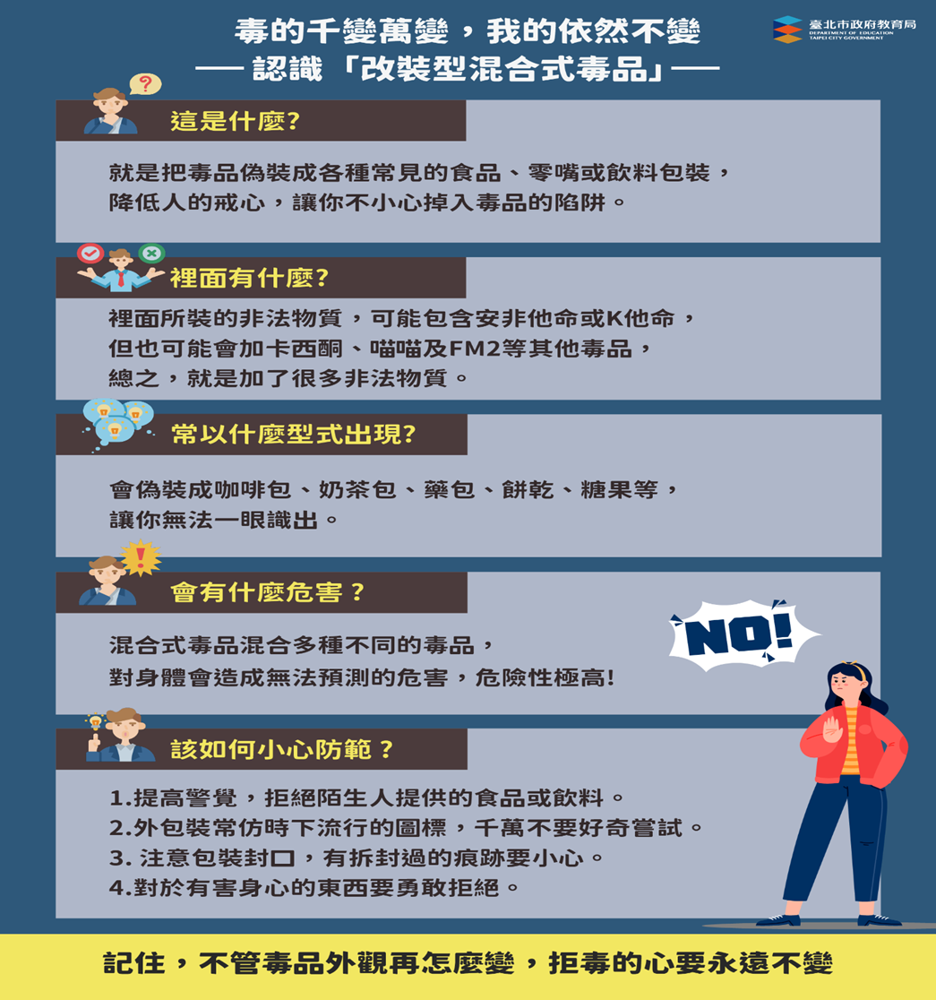 毒的千變萬變，我的依然不變
認識「改裝型混合式毒品」
臺北市政府教育局
DEPARTMENT OF EDUCATION
TAIPEI CITY GOVERNMENT
?
這是什麼?
就是把毒品偽裝成各種常見的食品、零嘴或飲料包裝，
降低人的戒心，讓你不小心掉入毒品的陷阱。
裡面有什麼?
裡面所裝的非法物質，可能包含安非他命或K他命，
但也可能會加卡西酮、喵喵及FM2等其他毒品，
總之，就是加了很多非法物質。
常以什麼型式出現?
會偽裝成咖啡包、奶茶包、藥包、餅乾、糖果等，
讓你無法一眼識出。
!
會有什麼危害？
混合式毒品混合多種不同的毒品，
對身體會造成無法預測的危害，危險性極高!
NO!
該如何小心防範？
1.提高警覺，拒絕陌生人提供的食品或飲料。
2.外包裝常仿時下流行的圖標，千萬不要好奇嘗試。
3. 注意包裝封口，有拆封過的痕跡要小心。
4.對於有害身心的東西要勇敢拒絕。
記住，不管毒品外觀再怎麼變，拒毒的心要永遠不變